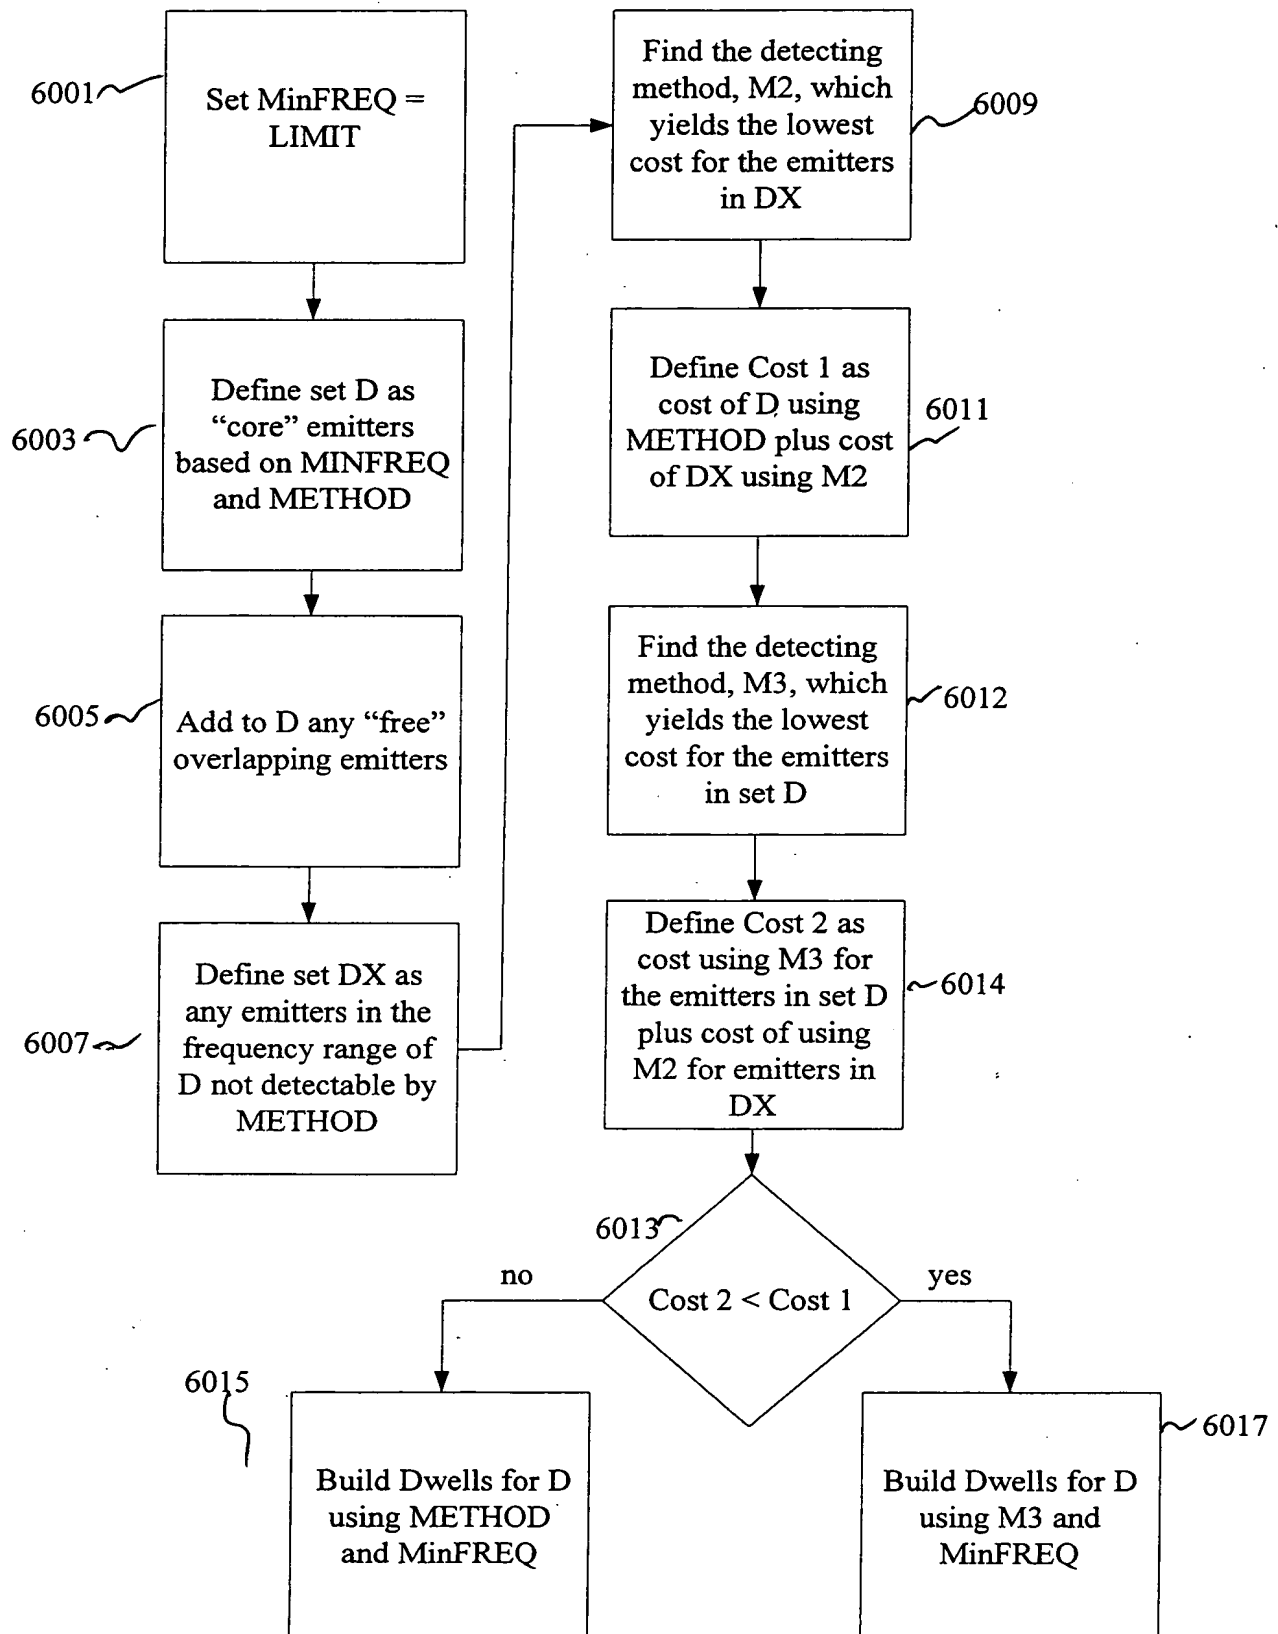 6001
Set MinFREQ =
LIMIT
6003
Define set D as
“core” emitters
based on MINFREQ
and METHOD
6005
Add to D any “free”
overlapping emitters
6007
Define set DX as
any emitters in the
frequency range of
D not detectable by
METHOD
Find the detecting
method, M2, which
yields the lowest
cost for the emitters
in DX
6009
Define Cost 1 as
cost of D using
METHOD plus cost
of DX using M2
6011
Find the detecting
method, M3, which
yields the lowest
cost for the emitters
in set D
6012
Define Cost 2 as
cost using M3 for
the emitters in set D
plus cost of using
M2 for emitters in
DX
6014
6013
no
Cost 2 < Cost 1
yes
6015
Build Dwells for D
using METHOD
and MinFREQ
6017
Build Dwells for D
using M3 and
MinFREQ